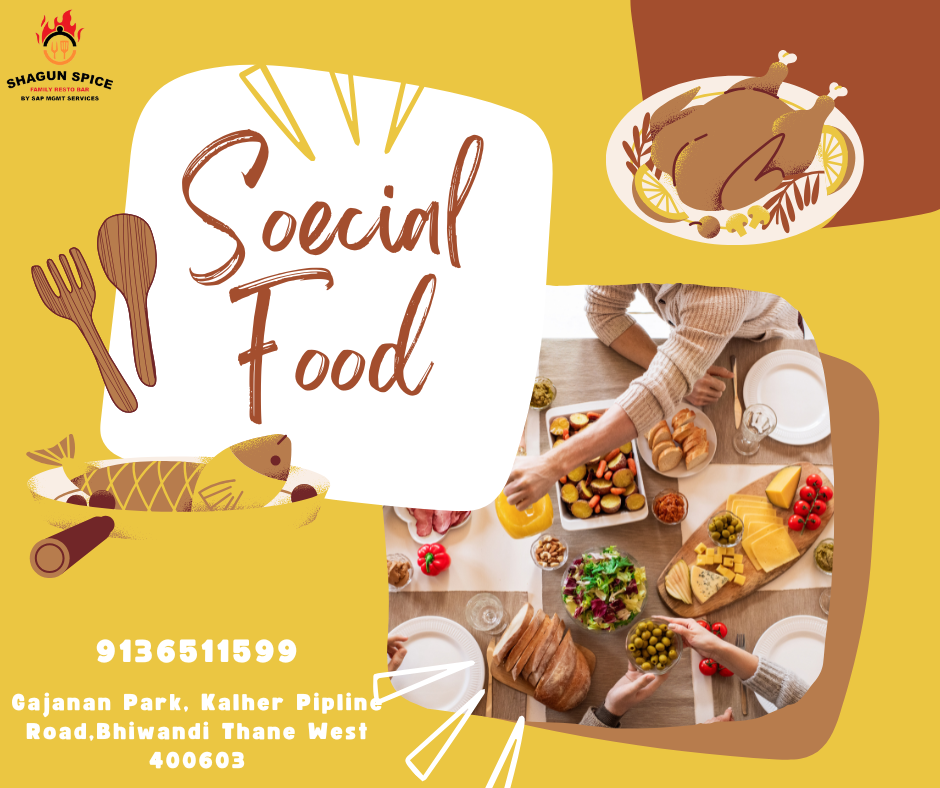 SHAGUN SPICE
FAMILY RESTO BAR
BY SAP MGMT SERVICES
Soecial
Food
9136511599
Gajanan Park, Kalher Pipline
Road,Bhiwandi Thane West
400603